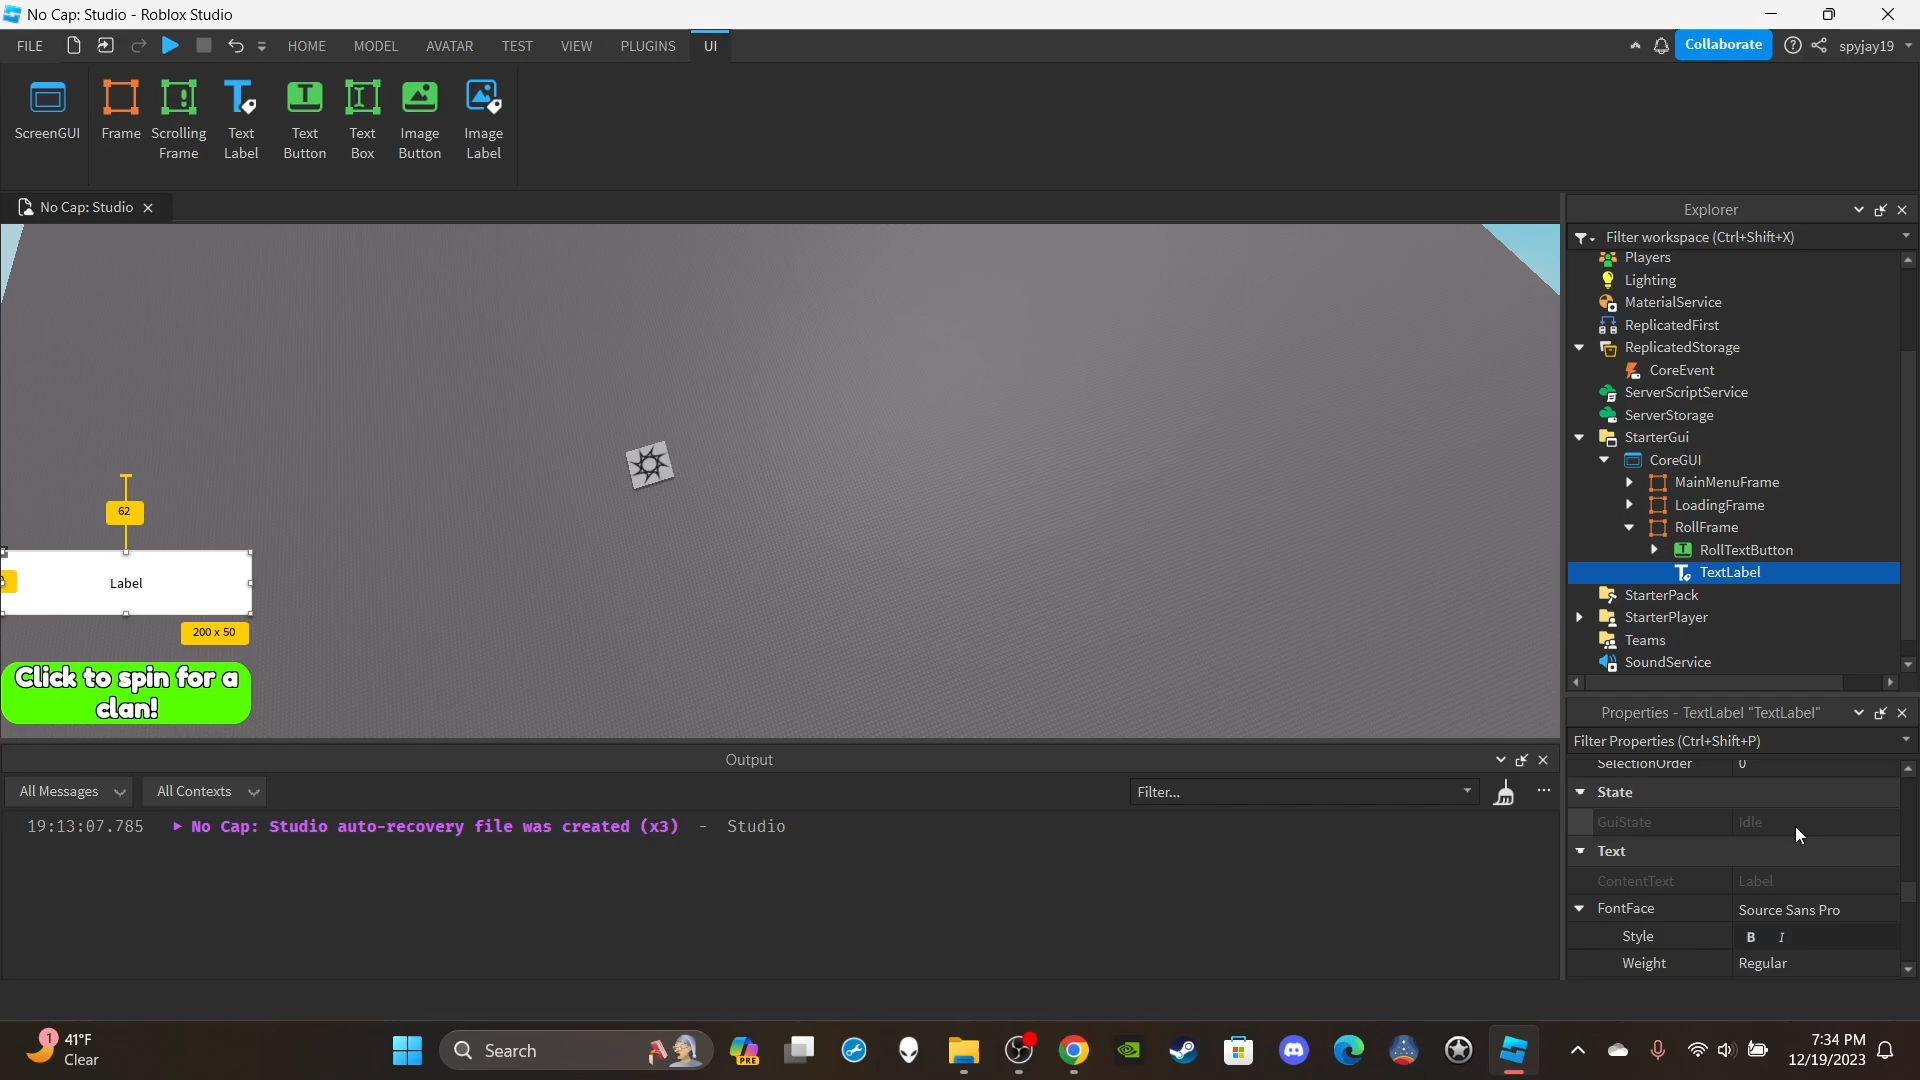 No Cap: Studio - Roblox Studio
FILE
HOME
MODEL
AVATAR
TEST
VIEW
PLUGINS
UI
Collaborate
spyjay19
ScreenGUI
Frame
Scrolling Frame
Text Label
Text Button
Text Box
Image Button
Image Label
No Cap: Studio
Explorer
Filter workspace (Ctrl+Shift+X)
Players
Lighting
MaterialService
ReplicatedFirst
ReplicatedStorage
CoreEvent
ServerScriptService
ServerStorage
StarterGui
CoreGUI
MainMenuFrame
LoadingFrame
RollFrame
RollTextButton
TextLabel
StarterPack
StarterPlayer
Teams
SoundService
62
Label
200 x 50
Click to spin for a
clan!
Properties - TextLabel "TextLabel"
Filter Properties (Ctrl+Shift+P)
SelectionOrder 0
State
GuiState Idle
Text
ContentText Label
FontFace Source Sans Pro
Style B I
Weight Regular
Output
All Messages
All Contexts
Filter...
19:13:07.785 No Cap: Studio auto-recovery file was created (x3) - Studio
1
41°F
Clear
Search
PRE
7:34 PM
12/19/2023